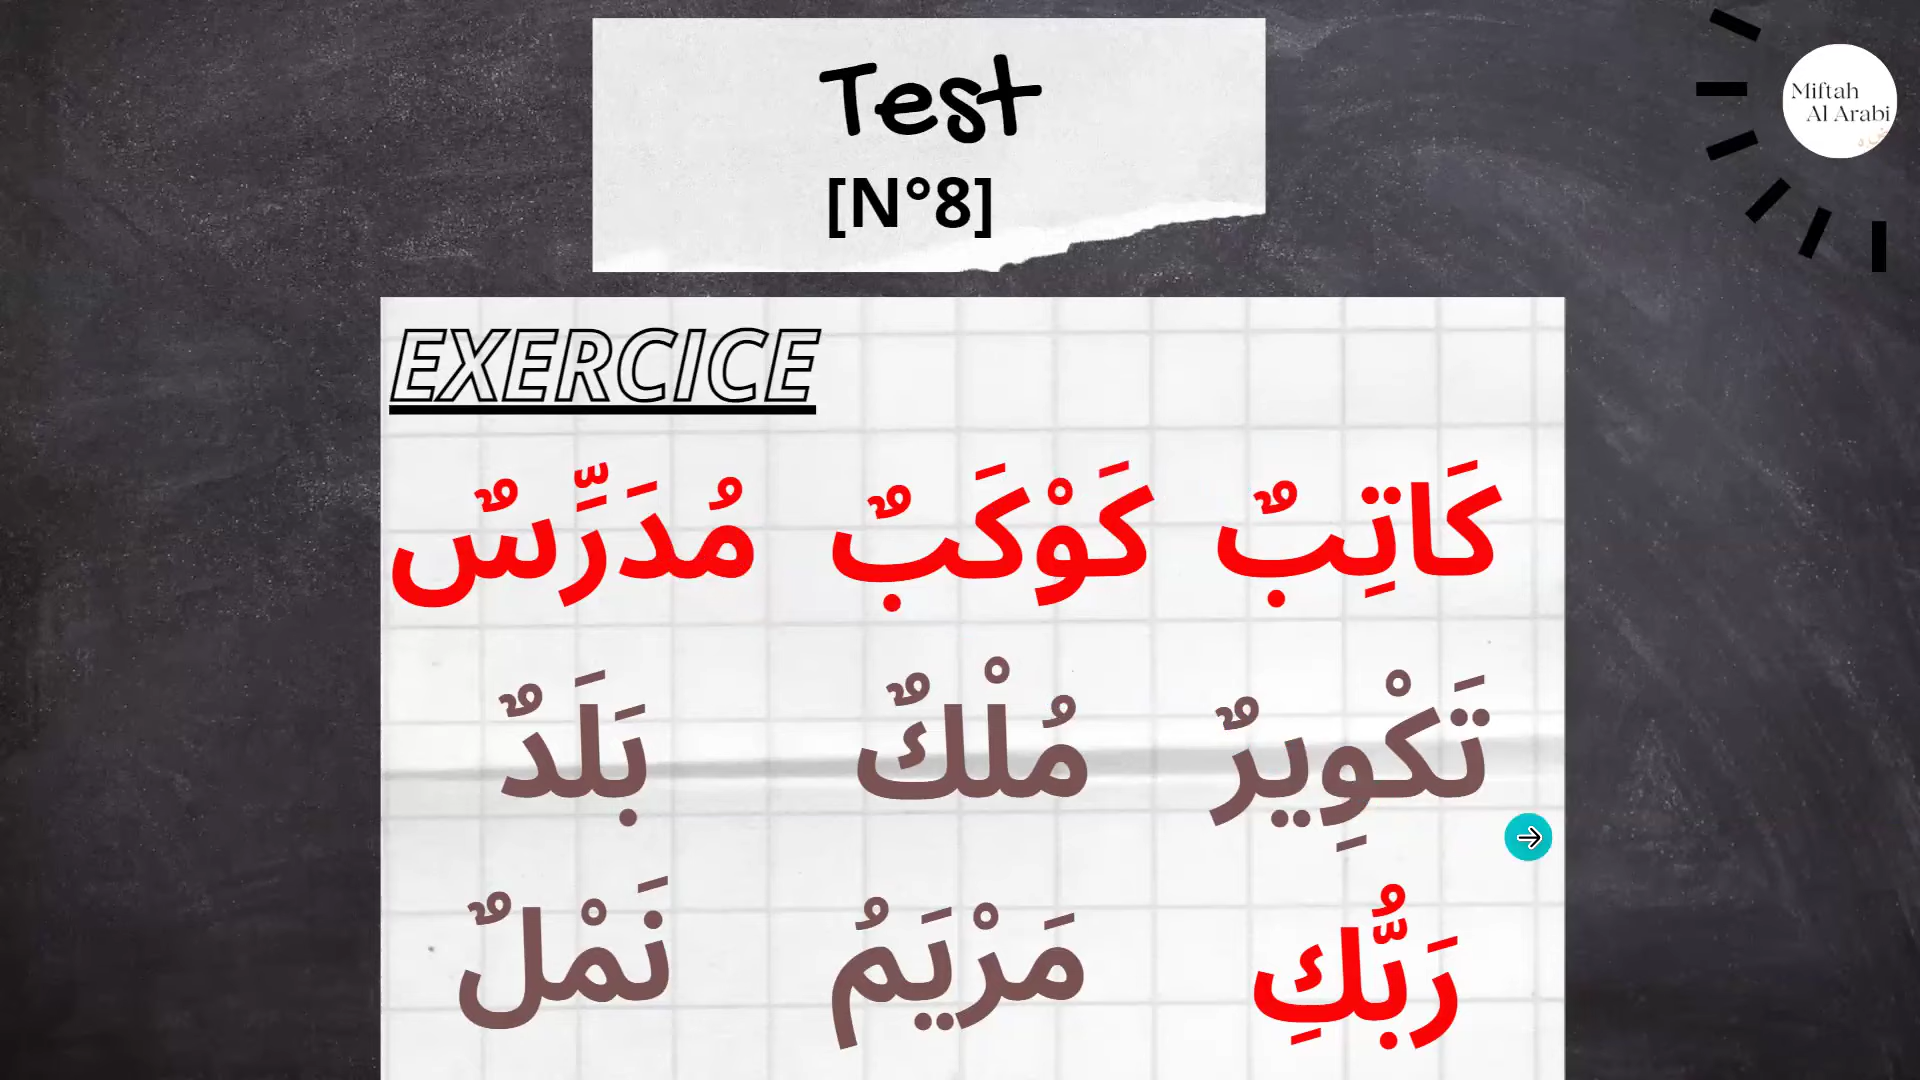 Test
[N°8]
Miftah
Al Arabi
EXERCICE
كَاتِبٌ كَوْكَبٌ مُدَرِّسٌ
تَكْوِيرٌ مُلْكٌ بَلَدٌ
رَبُّكِ مَرْيَمُ نَمْلٌ